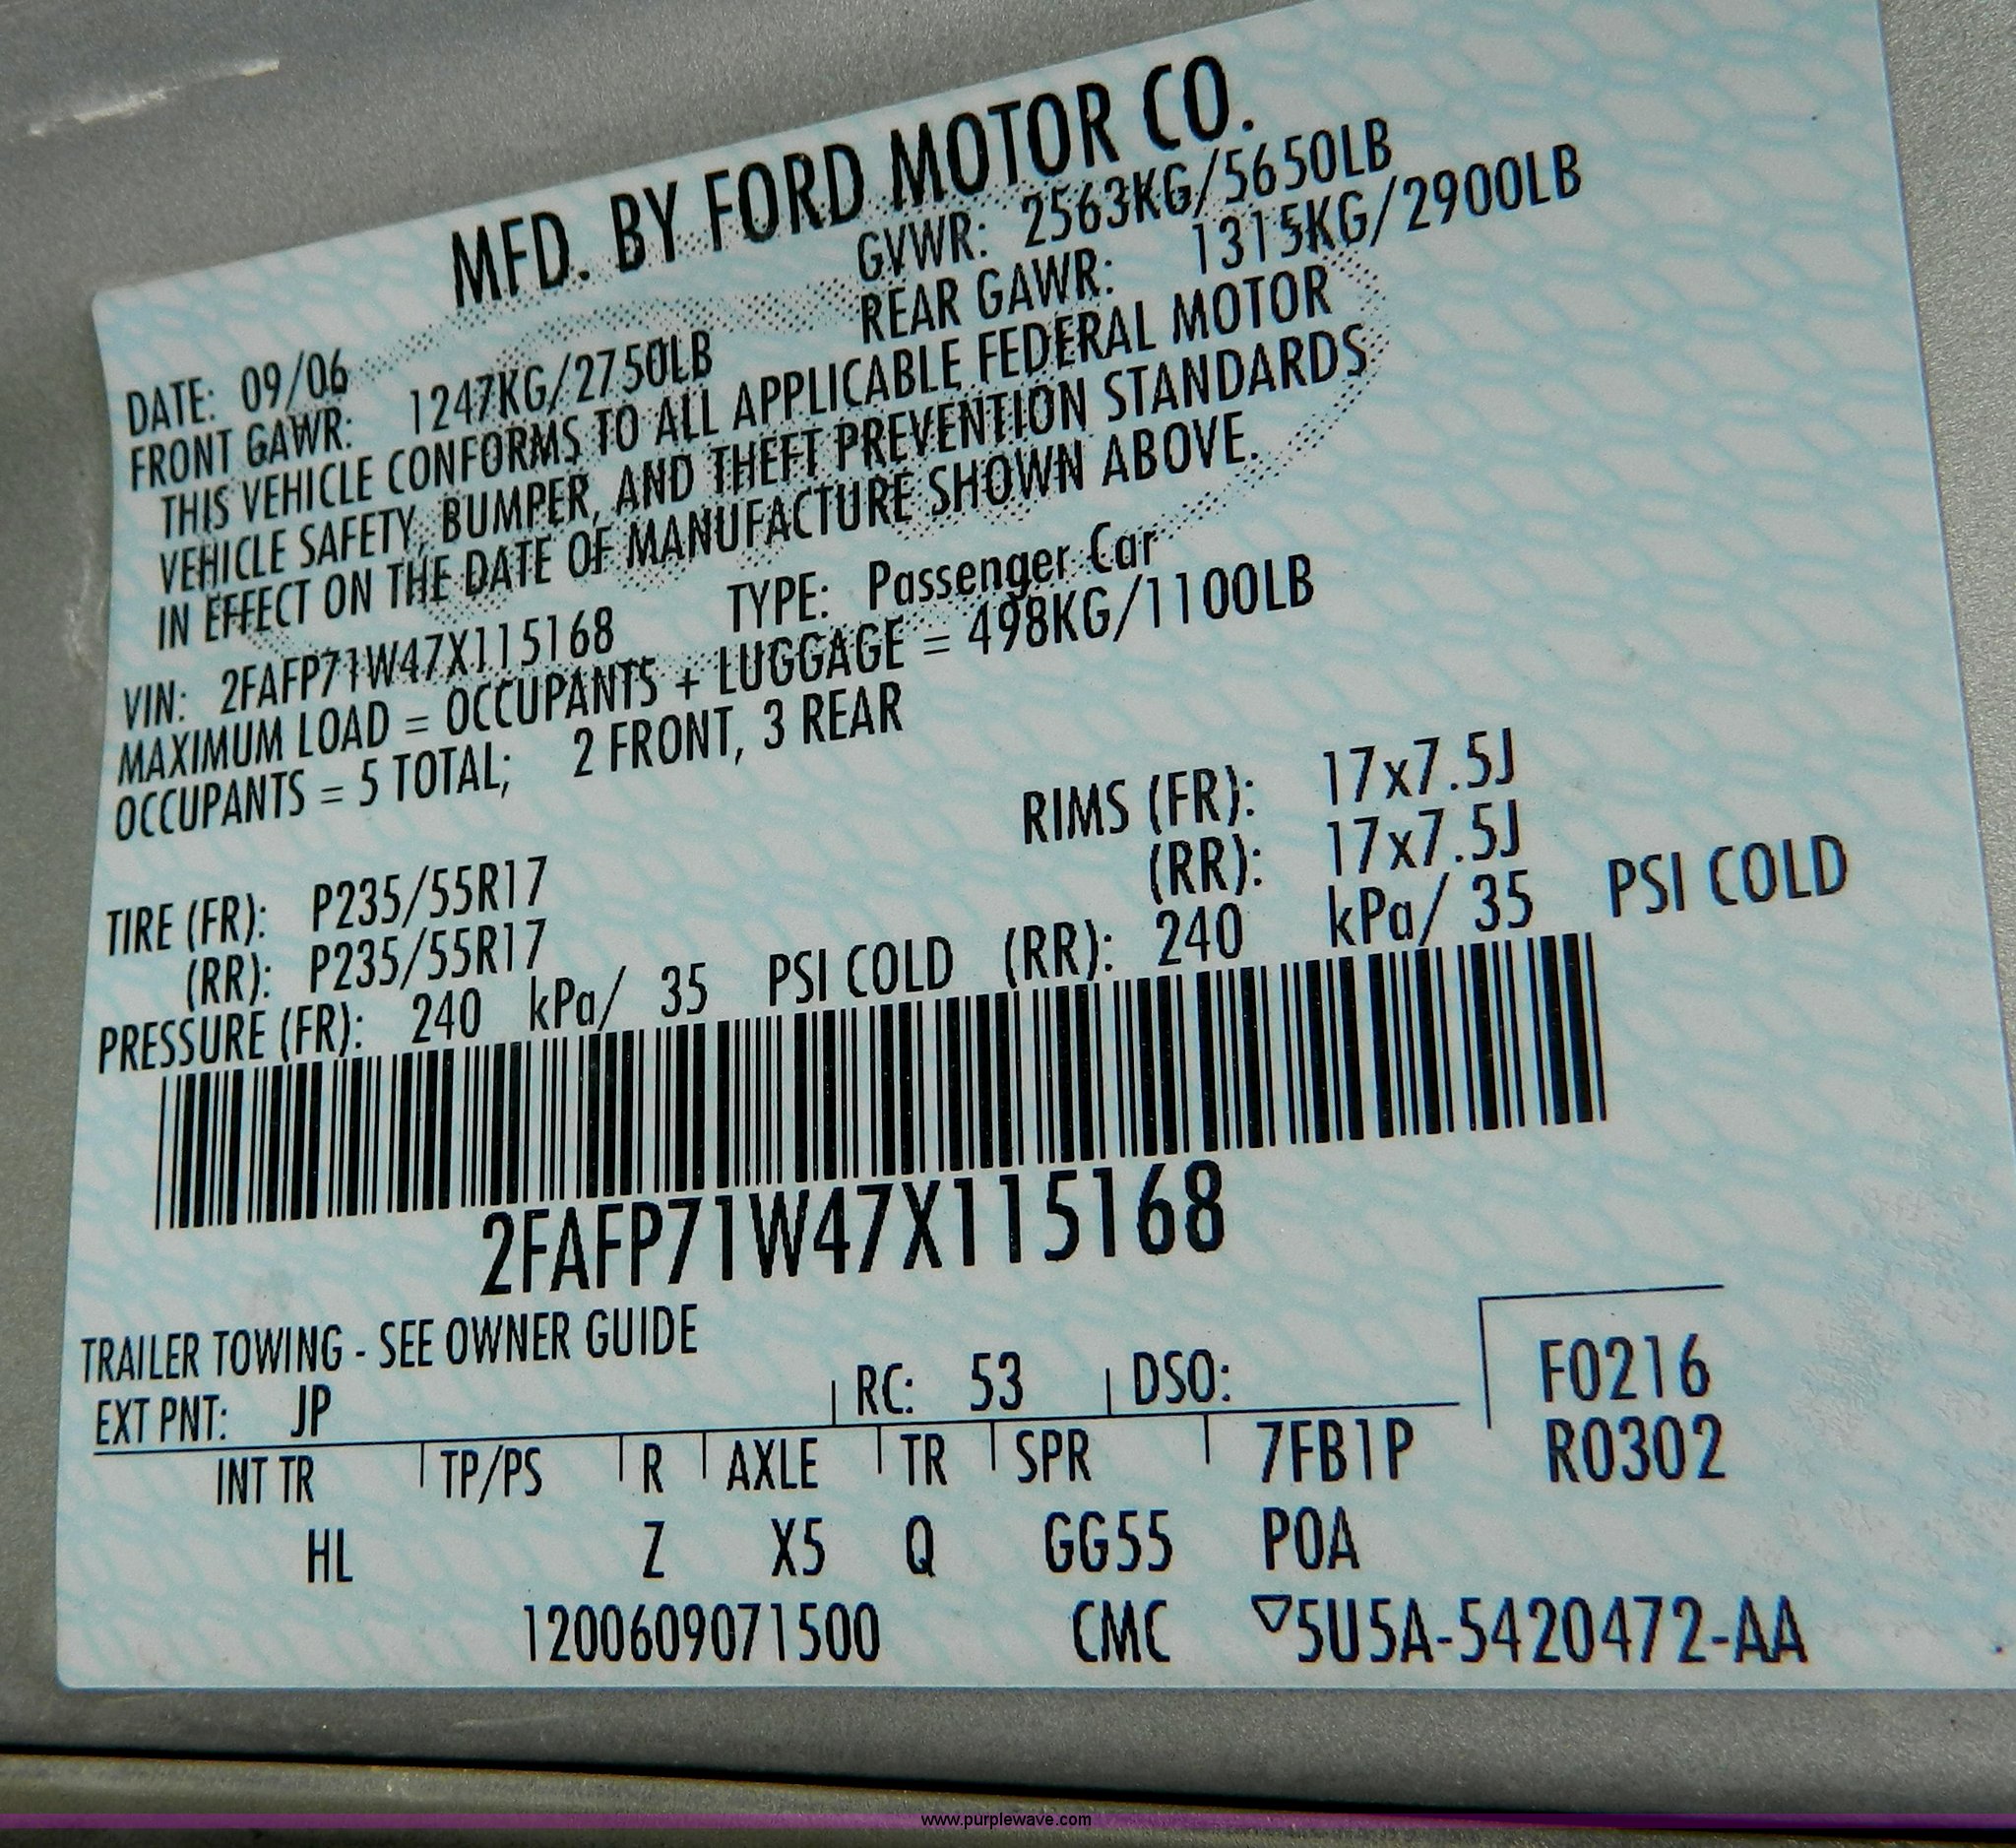 MFD. BY FORD MOTOR CO.
DATE: 09/06 GVWR: 2563KG/5650LB
FRONT GAWR: 1247KG/2750LB REAR GAWR: 1315KG/2900LB
THIS VEHICLE CONFORMS TO ALL APPLICABLE FEDERAL MOTOR
VEHICLE SAFETY, BUMPER, AND THEFT PREVENTION STANDARDS
IN EFFECT ON THE DATE OF MANUFACTURE SHOWN ABOVE.
VIN: 2FAFP71W47X115168 TYPE: Passenger Car
MAXIMUM LOAD = OCCUPANTS + LUGGAGE = 498KG/1100LB
OCCUPANTS = 5 TOTAL; 2 FRONT, 3 REAR
TIRE (FR): P235/55R17 RIMS (FR): 17x7.5J
(RR): P235/55R17 (RR): 17x7.5J
PRESSURE (FR): 240 kPa/ 35 PSI COLD (RR): 240 kPa/ 35 PSI COLD
2FAFP71W47X115168
TRAILER TOWING - SEE OWNER GUIDE
EXT PNT: JP RC: 53 DSO: F0216
INT TR TP/PS R AXLE TR SPR 7FB1P R0302
HL Z X5 Q GG55 POA
1200609071500 CMC ▽5U5A-5420472-AA
www.purplewave.com